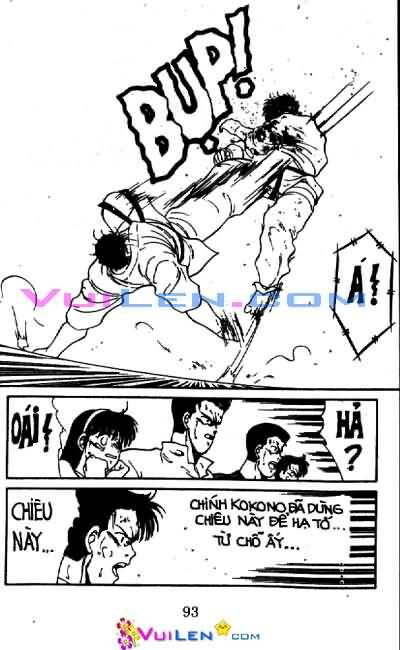 BỤP!
Á!!
VuiLen.com
OÁI!!
HẢ
?
CHIÊU
NÀY...
CHÍNH KOKONO ĐÃ DÙNG
CHIÊU NÀY ĐỂ HẠ TỚ...
TỪ CHỖ ẤY...
93
VuiLen.com